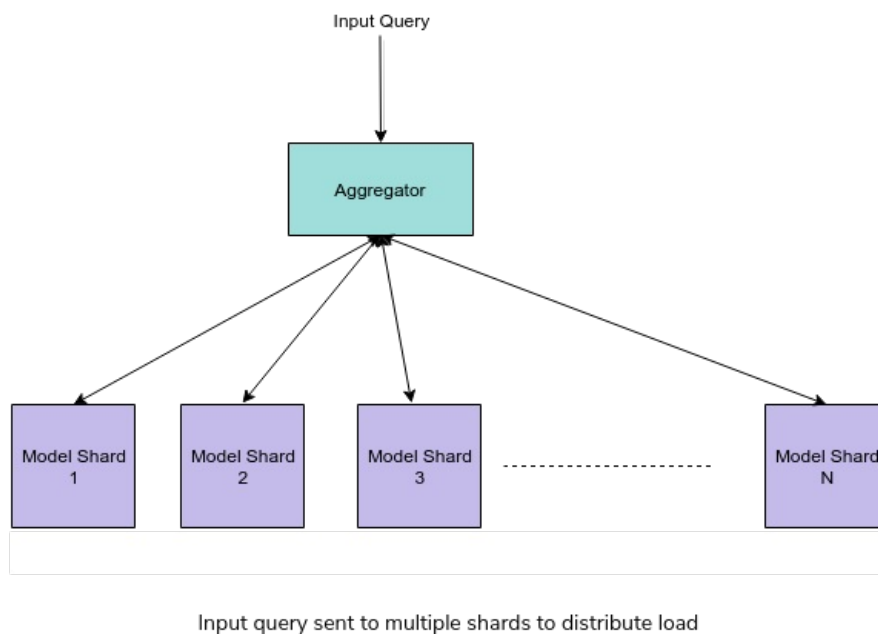 Input Query
Aggregator
Model Shard
1
Model Shard
2
Model Shard
3
Model Shard
N
Input query sent to multiple shards to distribute load